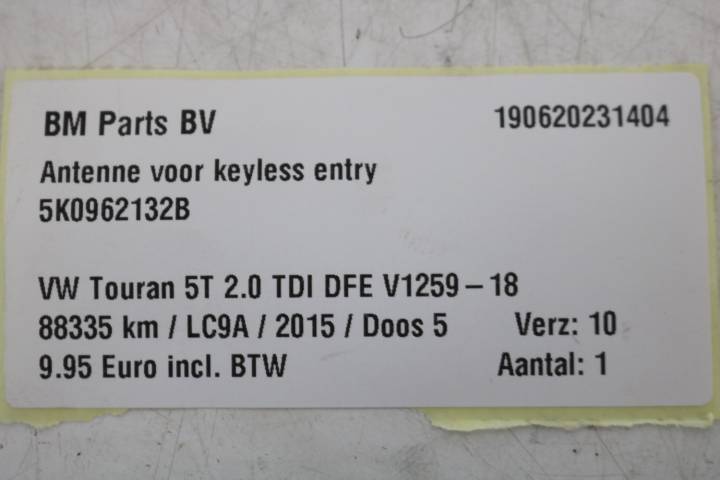 BM Parts BV 190620231404
Antenne voor keyless entry
5K0962132B
VW Touran 5T 2.0 TDI DFE V1259 – 18
88335 km / LC9A / 2015 / Doos 5 Verz: 10
9.95 Euro incl. BTW Aantal: 1